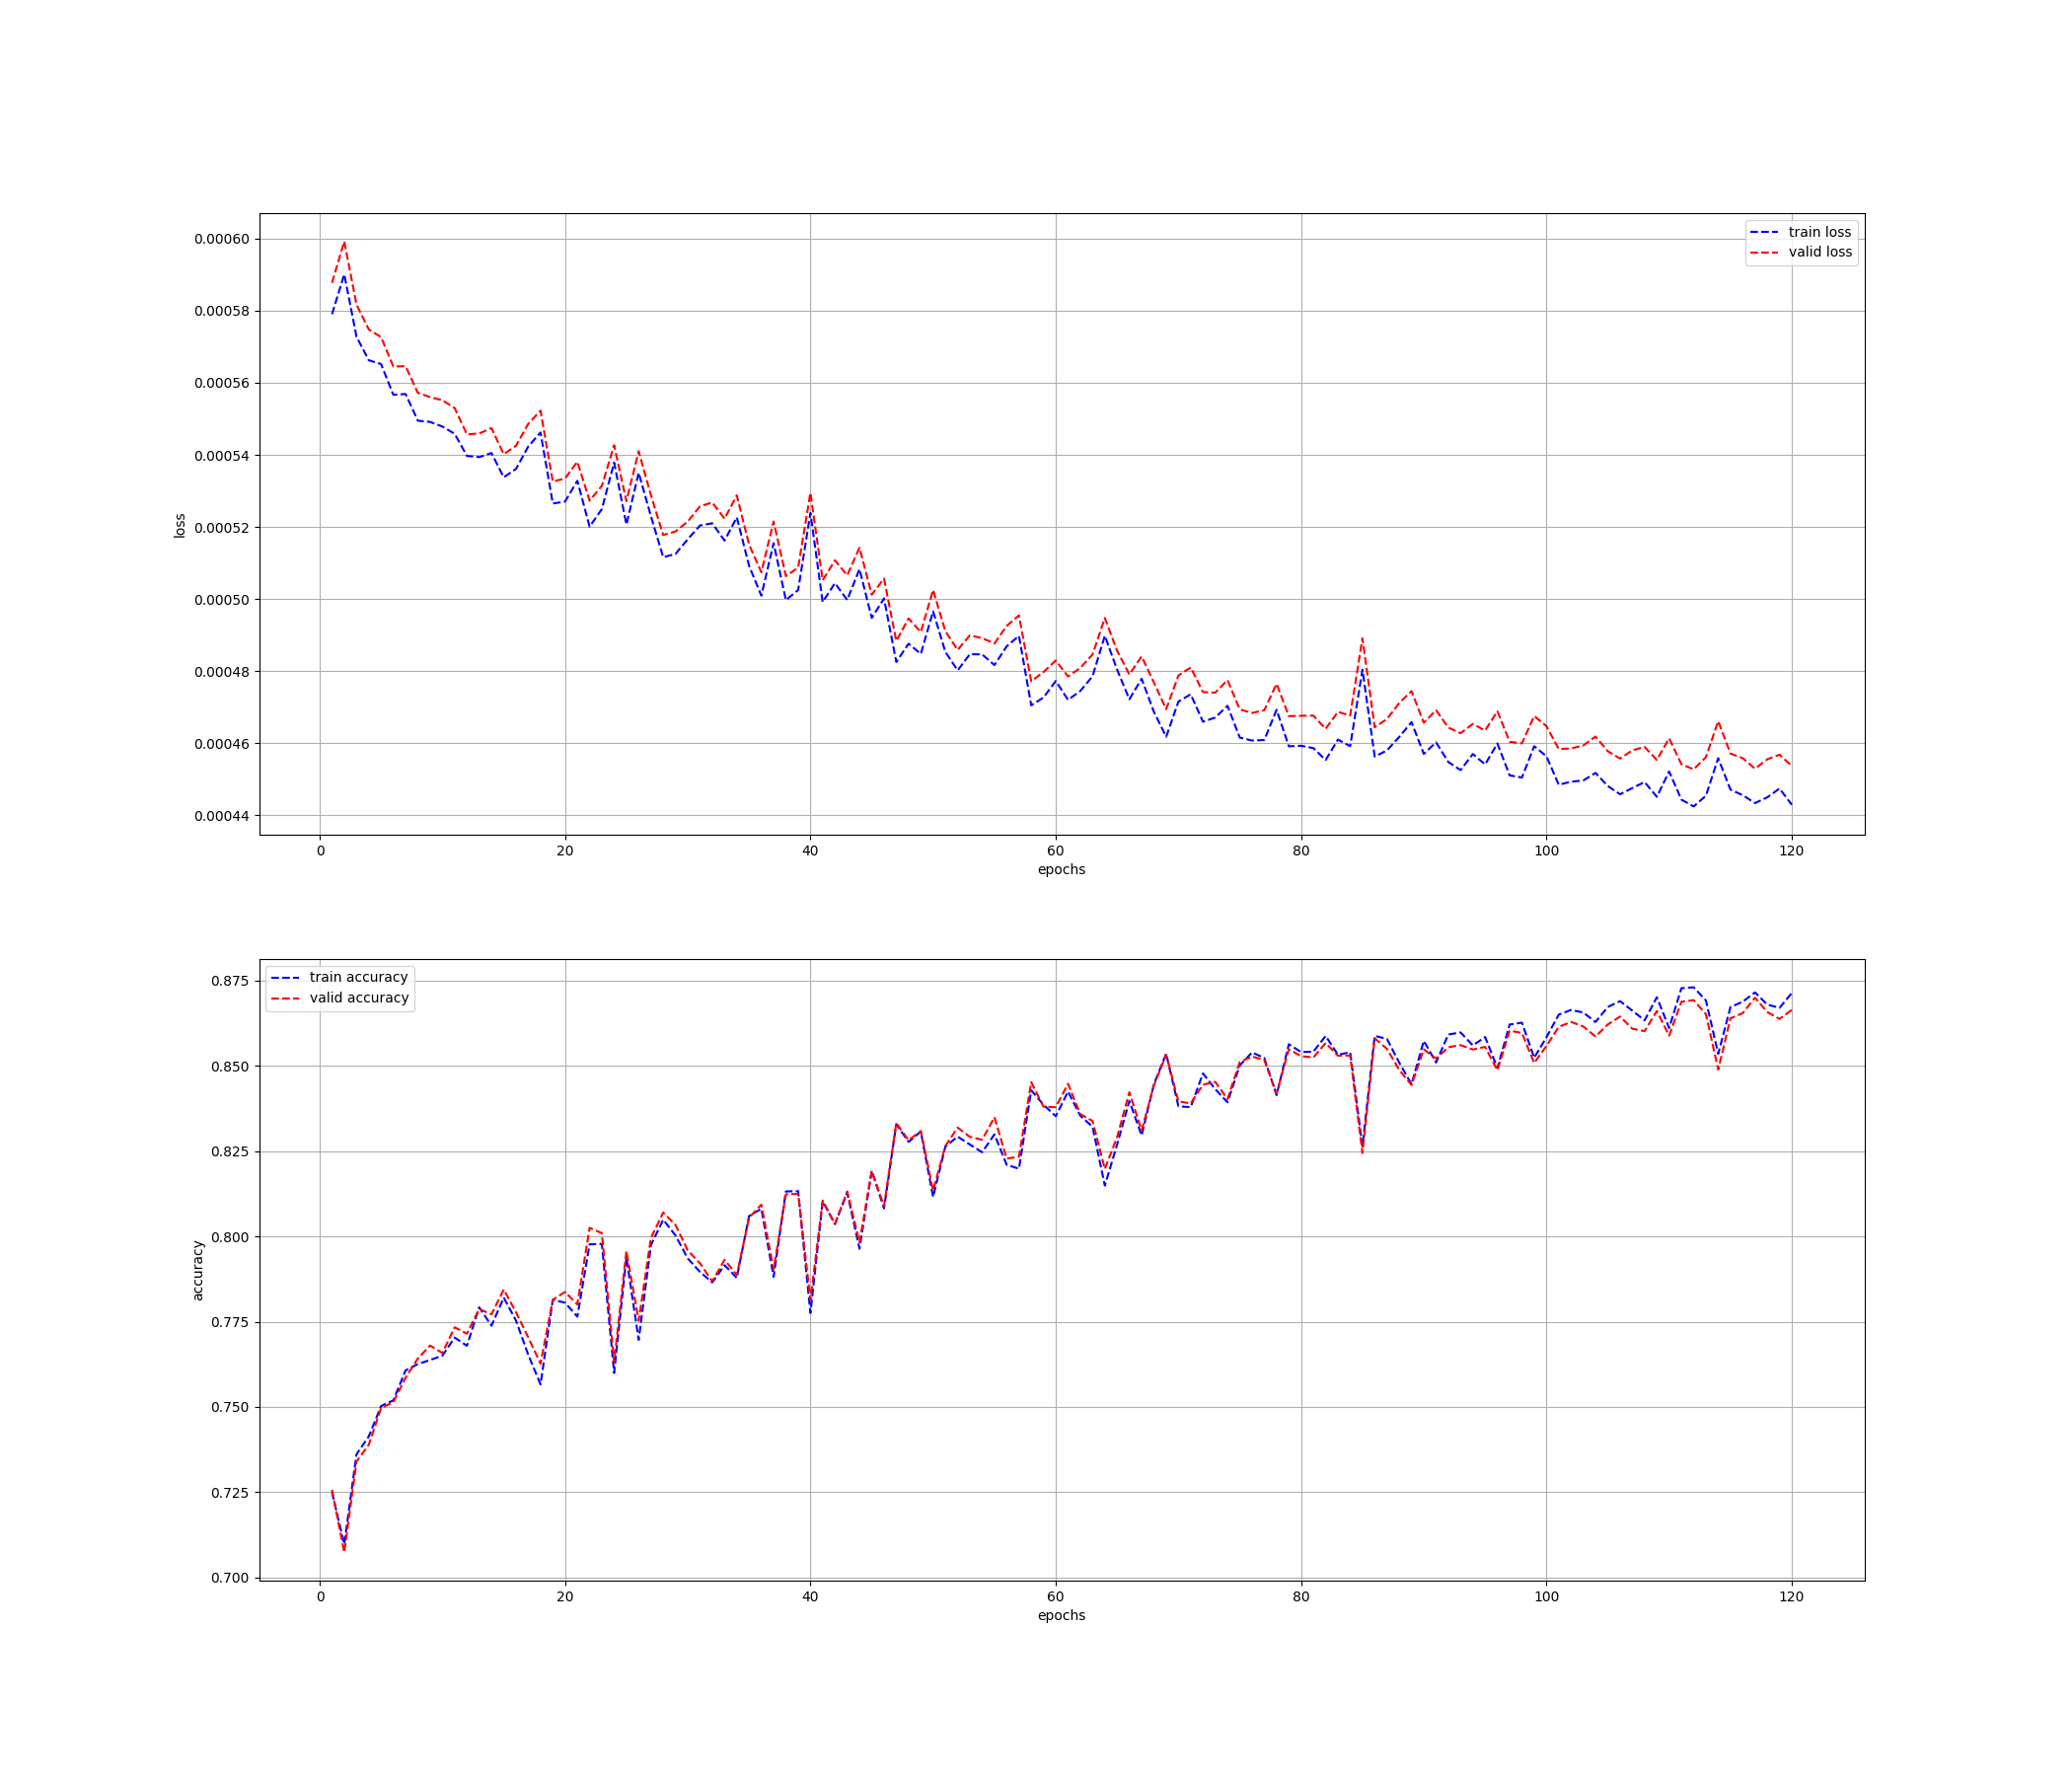 0.00060
0.00058
0.00056
0.00054
0.00052
0.00050
0.00048
0.00046
0.00044
loss
train loss
valid loss
0 20 40 60 80 100 120
epochs
0.875
0.850
0.825
0.800
0.775
0.750
0.725
0.700
accuracy
train accuracy
valid accuracy
0 20 40 60 80 100 120
epochs